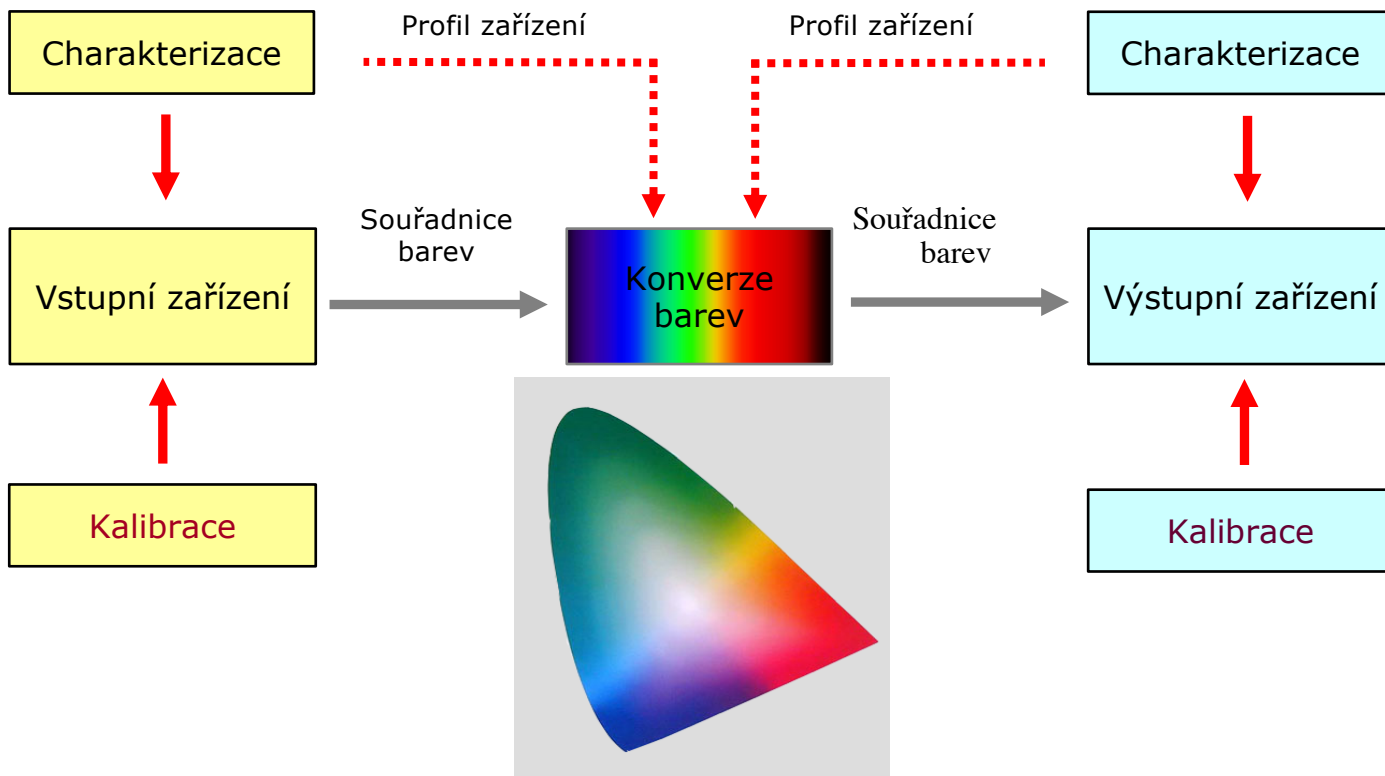 Profil zařízení
Profil zařízení
Charakterizace
Charakterizace
Souřadnice
barev
Souřadnice
barev
Vstupní zařízení
Konverze
barev
Výstupní zařízení
Kalibrace
Kalibrace